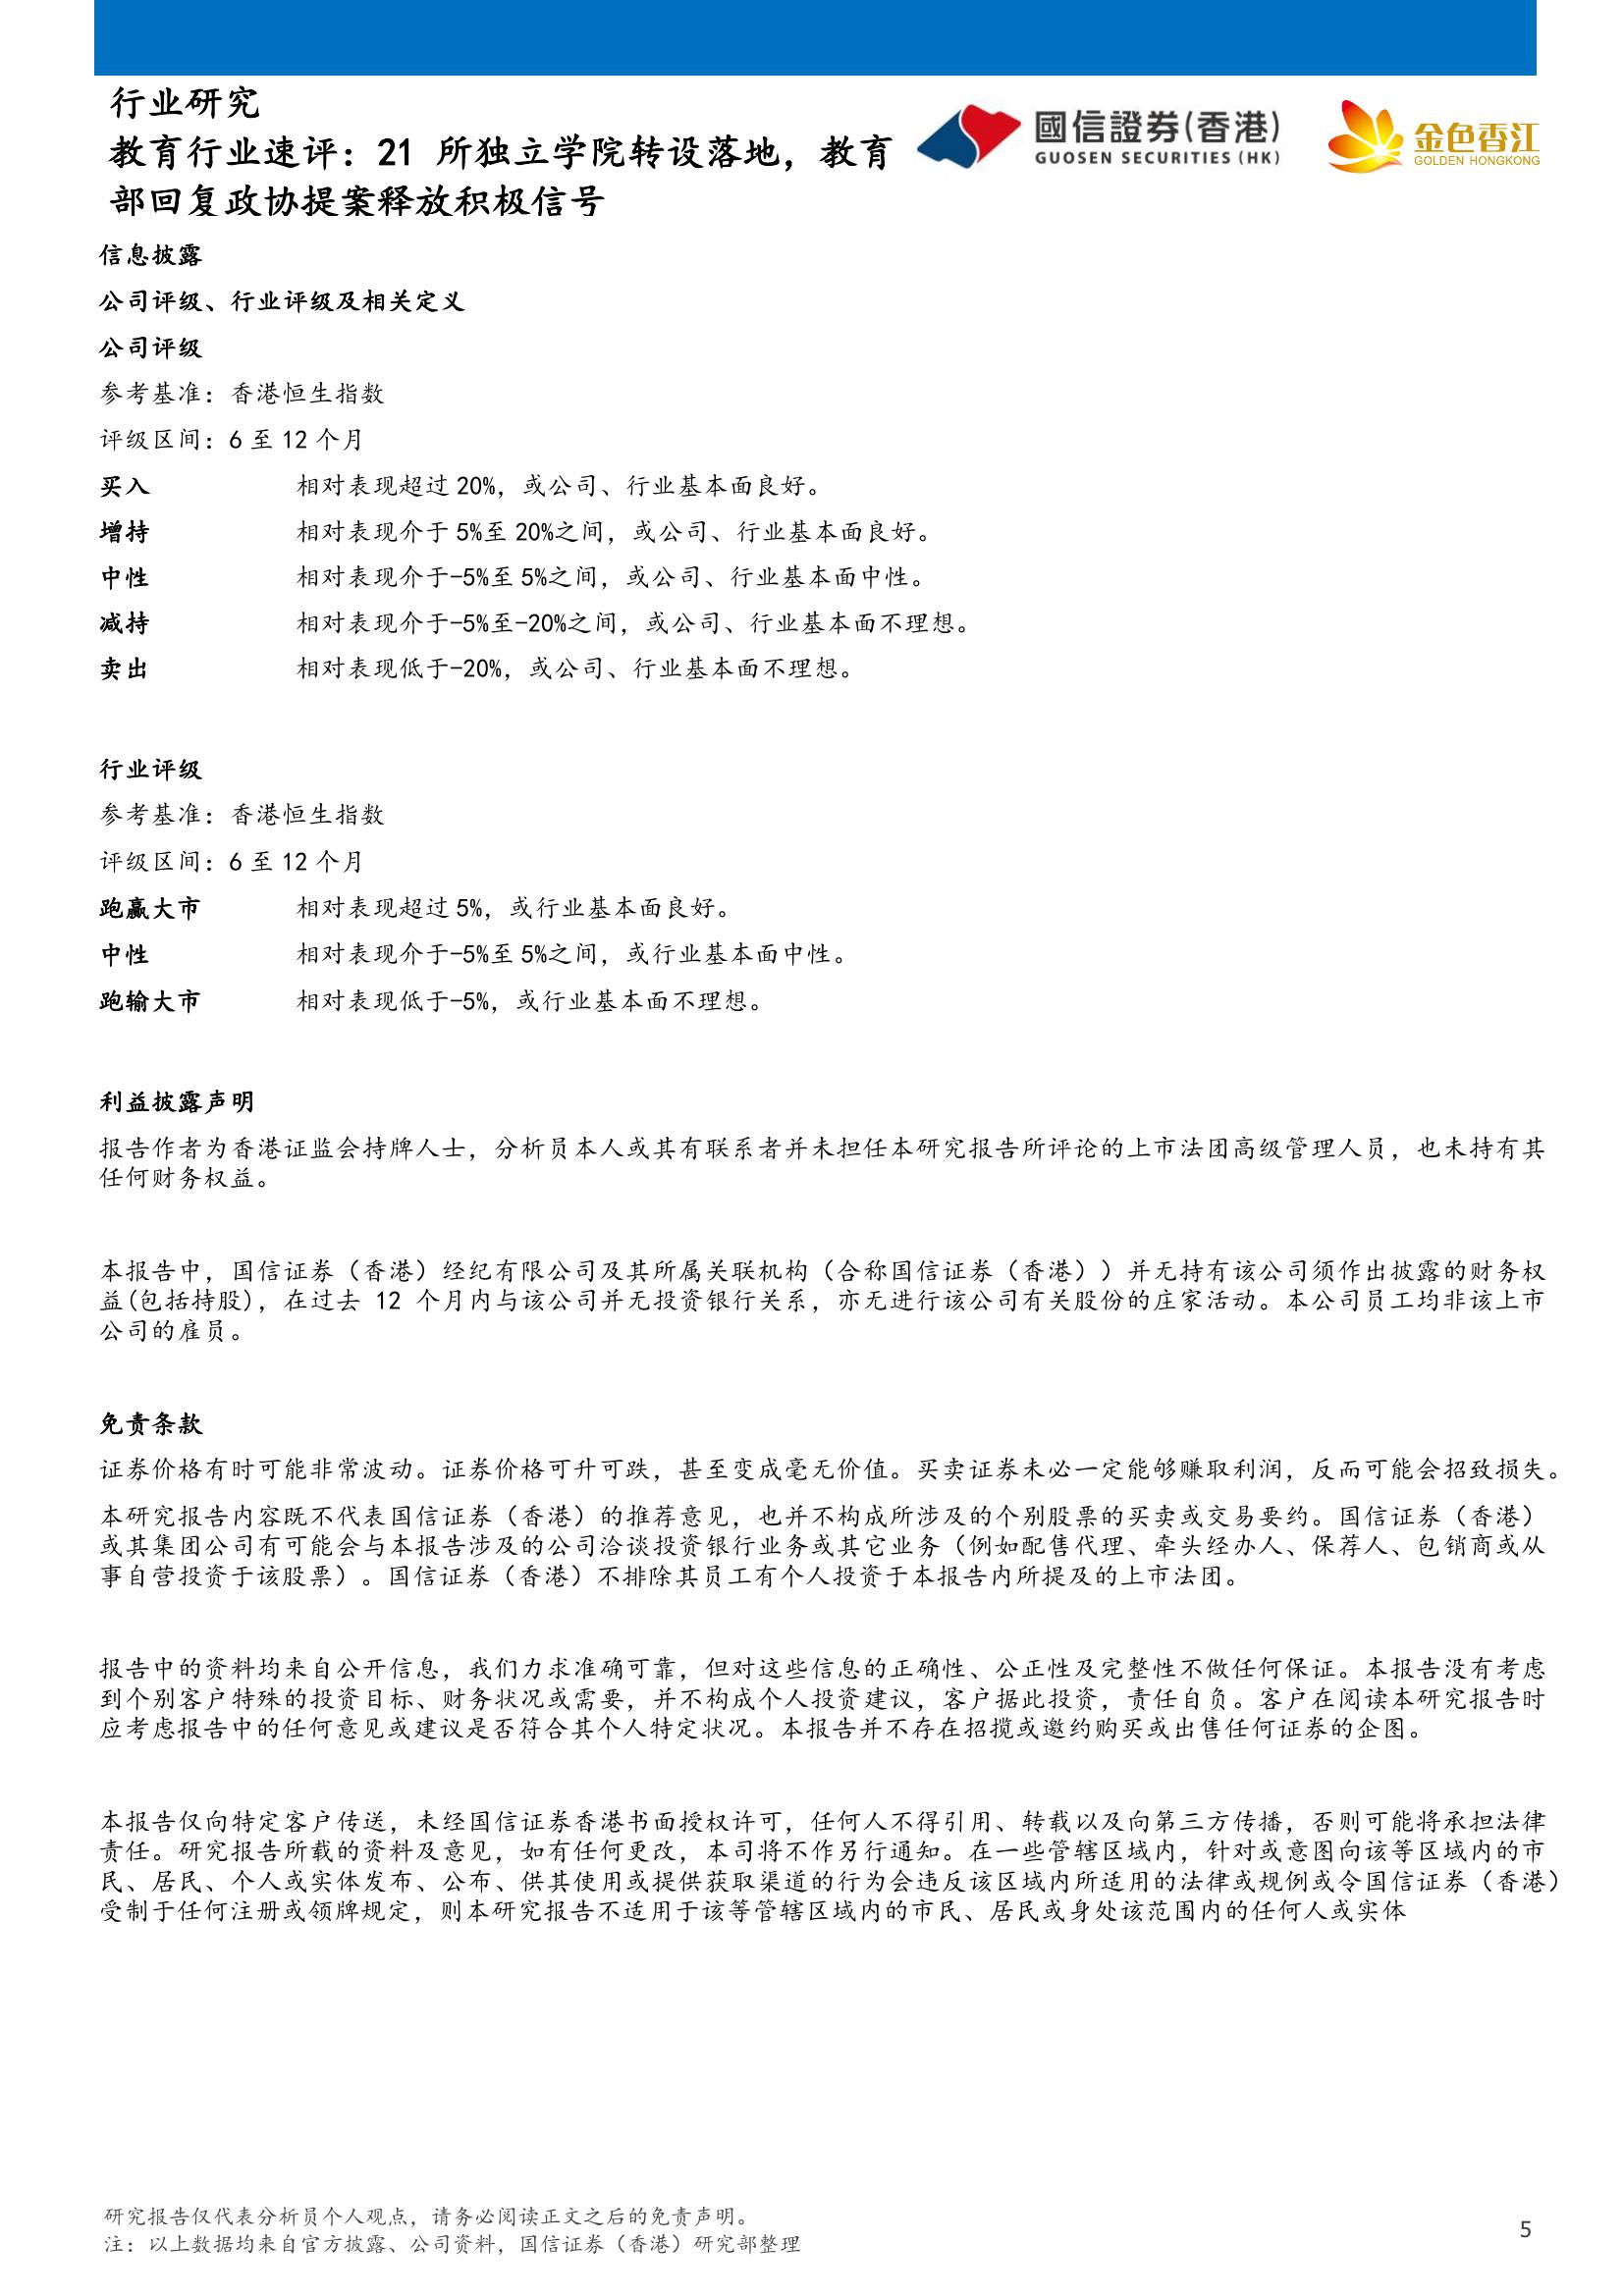 行业研究
教育行业速评：21 所独立学院转设落地，教育
部回复政协提案释放积极信号
國信證券(香港)
GUOSEN SECURITIES (HK)
金色香江
GOLDEN HONGKONG
信息披露
公司评级、行业评级及相关定义
公司评级
参考基准：香港恒生指数
评级区间：6 至 12 个月
买入 相对表现超过 20%，或公司、行业基本面良好。
增持 相对表现介于 5%至 20%之间，或公司、行业基本面良好。
中性 相对表现介于-5%至 5%之间，或公司、行业基本面中性。
减持 相对表现介于-5%至-20%之间，或公司、行业基本面不理想。
卖出 相对表现低于-20%，或公司、行业基本面不理想。
行业评级
参考基准：香港恒生指数
评级区间：6 至 12 个月
跑赢大市 相对表现超过 5%，或行业基本面良好。
中性 相对表现介于-5%至 5%之间，或行业基本面中性。
跑输大市 相对表现低于-5%，或行业基本面不理想。
利益披露声明
报告作者为香港证监会持牌人士，分析员本人或其有联系者并未担任本研究报告所评论的上市法团高级管理人员，也未持有其
任何财务权益。
本报告中，国信证券（香港）经纪有限公司及其所属关联机构（合称国信证券（香港））并无持有该公司须作出披露的财务权
益(包括持股)，在过去 12 个月内与该公司并无投资银行关系，亦无进行该公司有关股份的庄家活动。本公司员工均非该上市
公司的雇员。
免责条款
证券价格有时可能非常波动。证券价格可升可跌，甚至变成毫无价值。买卖证券未必一定能够赚取利润，反而可能会招致损失。
本研究报告内容既不代表国信证券（香港）的推荐意见，也并不构成所涉及的个别股票的买卖或交易要约。国信证券（香港）
或其集团公司有可能会与本报告涉及的公司洽谈投资银行业务或其它业务（例如配售代理、牵头经办人、保荐人、包销商或从
事自营投资于该股票）。国信证券（香港）不排除其员工有个人投资于本报告内所提及的上市法团。
报告中的资料均来自公开信息，我们力求准确可靠，但对这些信息的正确性、公正性及完整性不做任何保证。本报告没有考虑
到个别客户特殊的投资目标、财务状况或需要，并不构成个人投资建议，客户据此投资，责任自负。客户在阅读本研究报告时
应考虑报告中的任何意见或建议是否符合其个人特定状况。本报告并不存在招揽或邀约购买或出售任何证券的企图。
本报告仅向特定客户传送，未经国信证券香港书面授权许可，任何人不得引用、转载以及向第三方传播，否则可能将承担法律
责任。研究报告所载的资料及意见，如有任何更改，本司将不作另行通知。在一些管辖区域内，针对或意图向该等区域内的市
民、居民、个人或实体发布、公布、供其使用或提供获取渠道的行为会违反该区域内所适用的法律或规例或令国信证券（香港）
受制于任何注册或领牌规定，则本研究报告不适用于该等管辖区域内的市民、居民或身处该范围内的任何人或实体
研究报告仅代表分析员个人观点，请务必阅读正文之后的免责声明。
注：以上数据均来自官方披露、公司资料，国信证券（香港）研究部整理
5